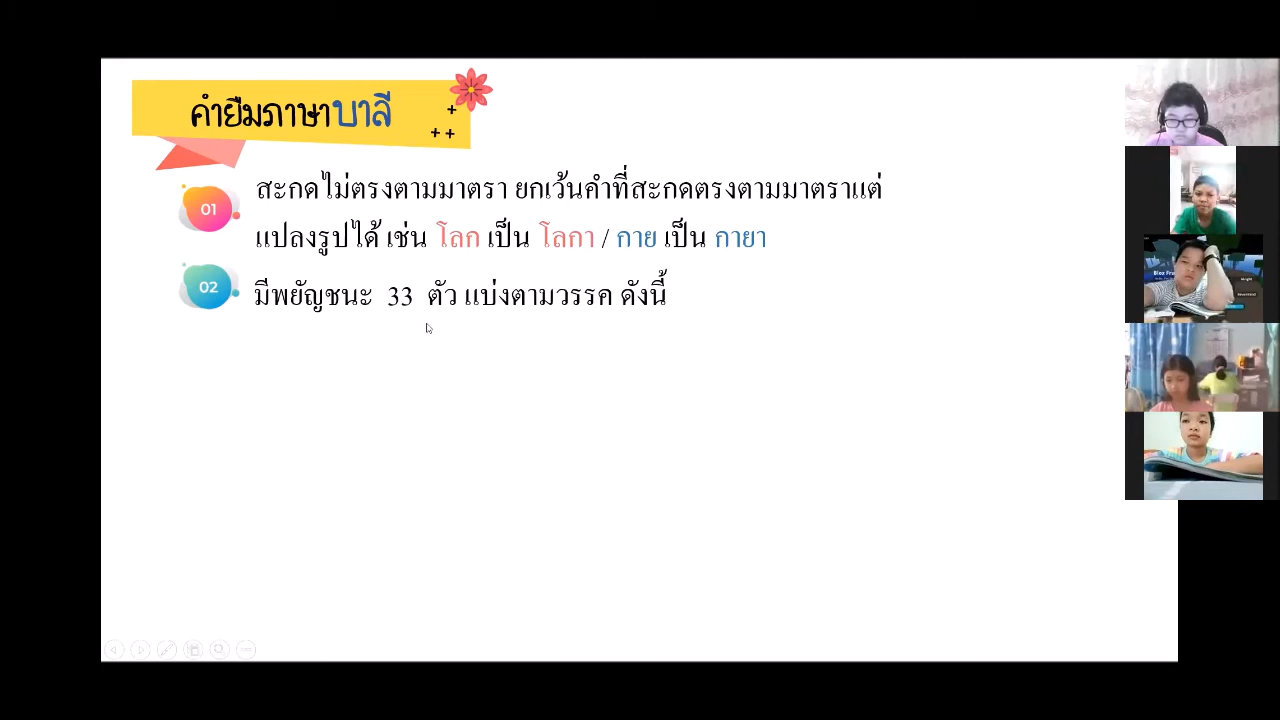 คำยืมภาษาบาลี
01
สะกดไม่ตรงตามมาตรา ยกเว้นคำที่สะกดตรงตามมาตราแต่
แปลงรูปได้ เช่น โลก เป็น โลกา / กาย เป็น กายา
02
มีพยัญชนะ 33 ตัว แบ่งตามวรรค ดังนี้